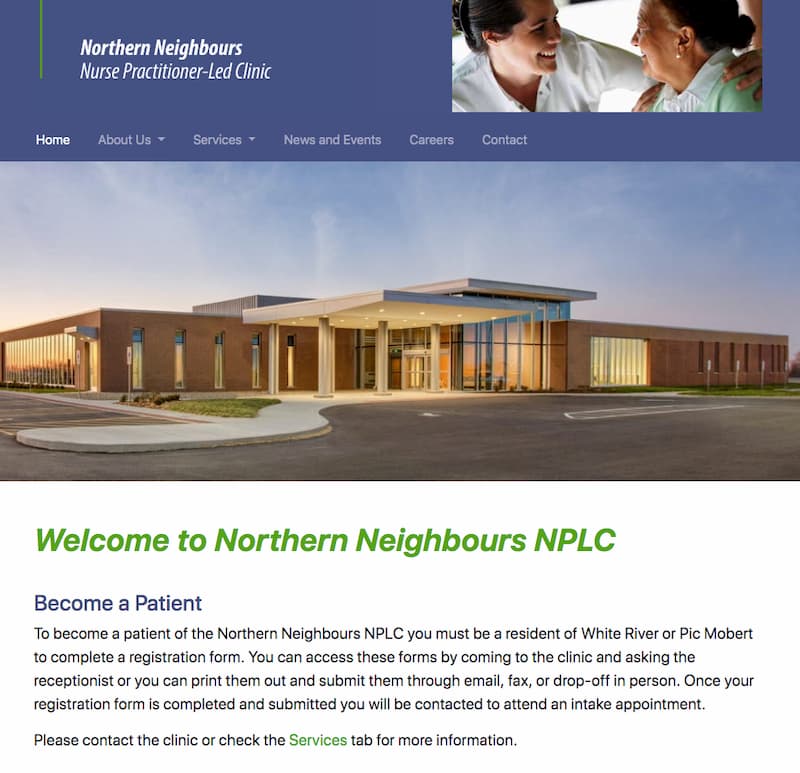 Northern Neighbours
Nurse Practitioner-Led Clinic
Home About Us Services News and Events Careers Contact
Welcome to Northern Neighbours NPLC
Become a Patient
To become a patient of the Northern Neighbours NPLC you must be a resident of White River or Pic Mobert
to complete a registration form. You can access these forms by coming to the clinic and asking the
receptionist or you can print them out and submit them through email, fax, or drop-off in person. Once your
registration form is completed and submitted you will be contacted to attend an intake appointment.
Please contact the clinic or check the Services tab for more information.